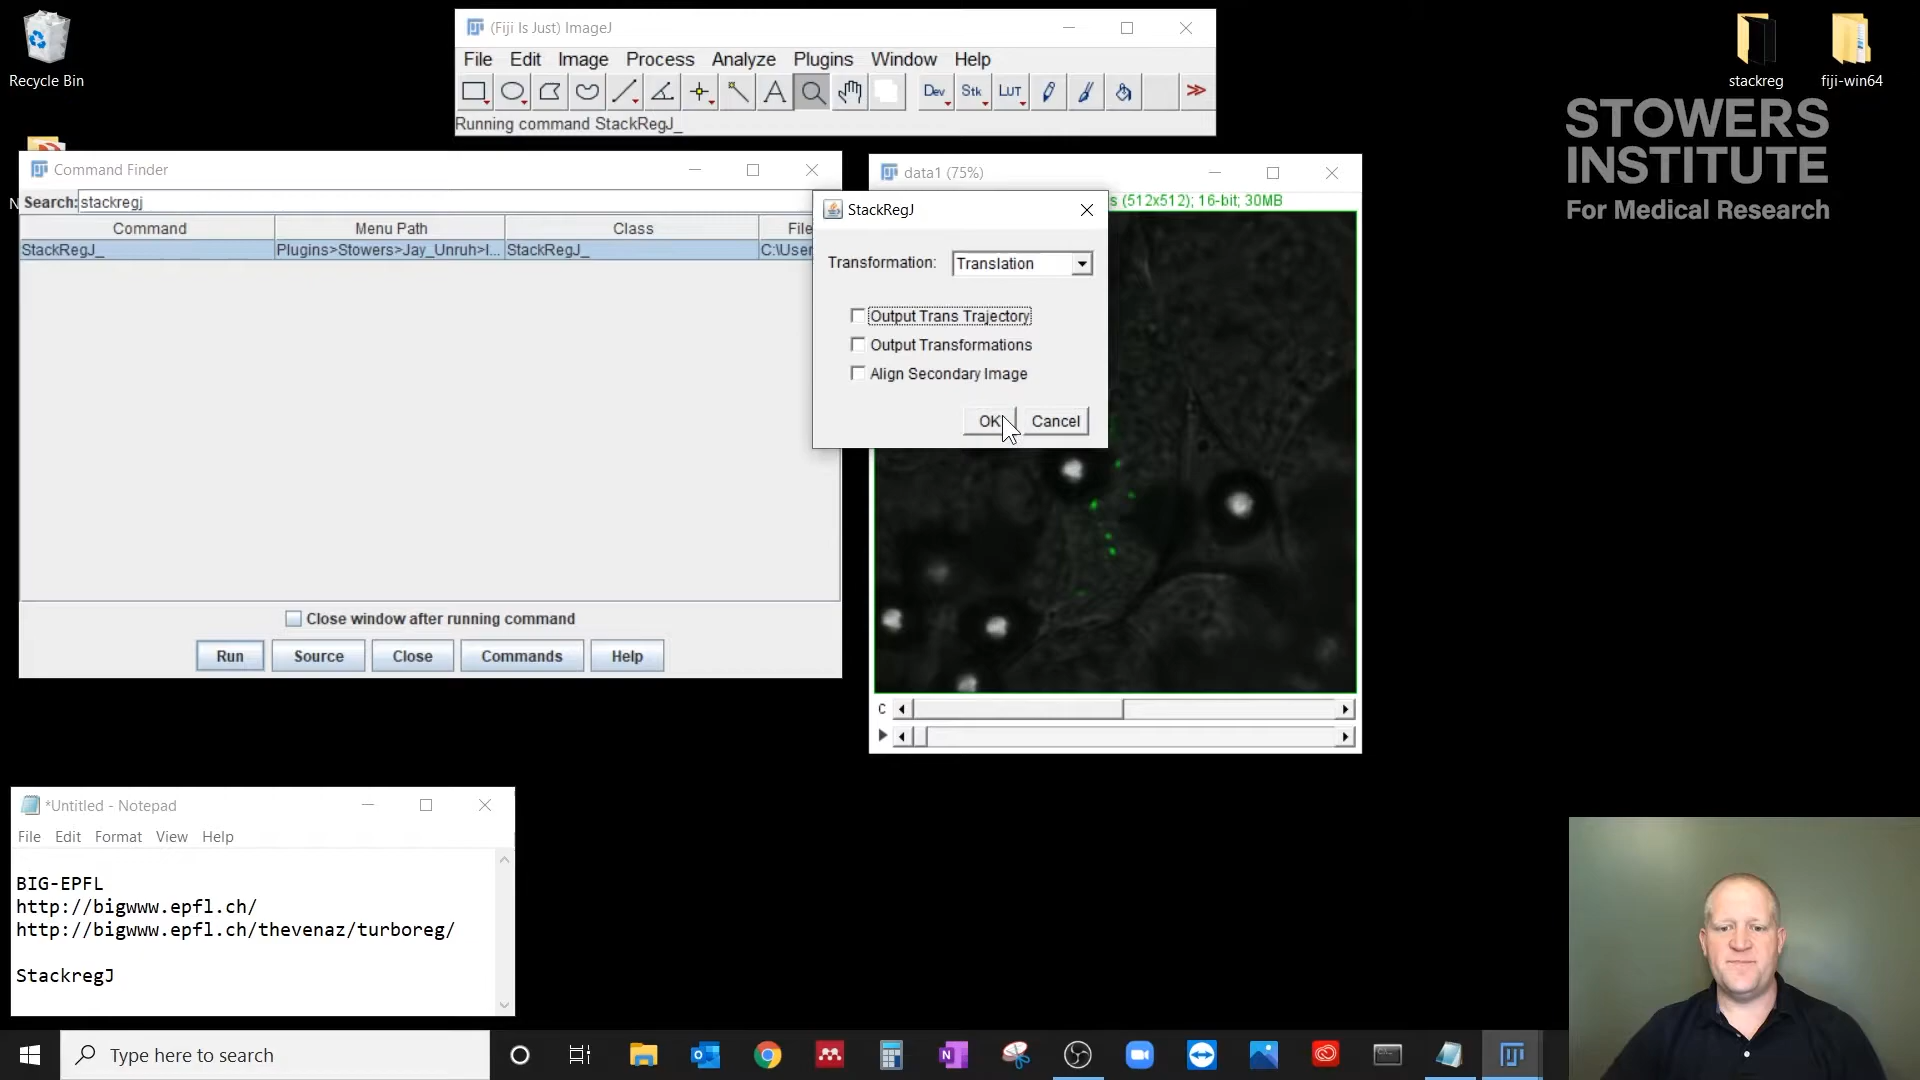 Recycle Bin
(Fiji Is Just) ImageJ
File Edit Image Process Analyze Plugins Window Help
Dev Stk LUT
Running command StackRegJ_
stackreg
fiji-win64
STOWERS
INSTITUTE
For Medical Research
Command Finder
Search: stackregj
Command Menu Path Class File
StackRegJ_ Plugins>Stowers>Jay_Unruh>I... StackRegJ_ C:\User
Close window after running command
Run Source Close Commands Help
data1 (75%)
s (512x512); 16-bit; 30MB
StackRegJ
Transformation: Translation
Output Trans Trajectory
Output Transformations
Align Secondary Image
OK Cancel
C
*Untitled - Notepad
File Edit Format View Help
BIG-EPFL
http://bigwww.epfl.ch/
http://bigwww.epfl.ch/thevenaz/turboreg/
StackregJ
Type here to search